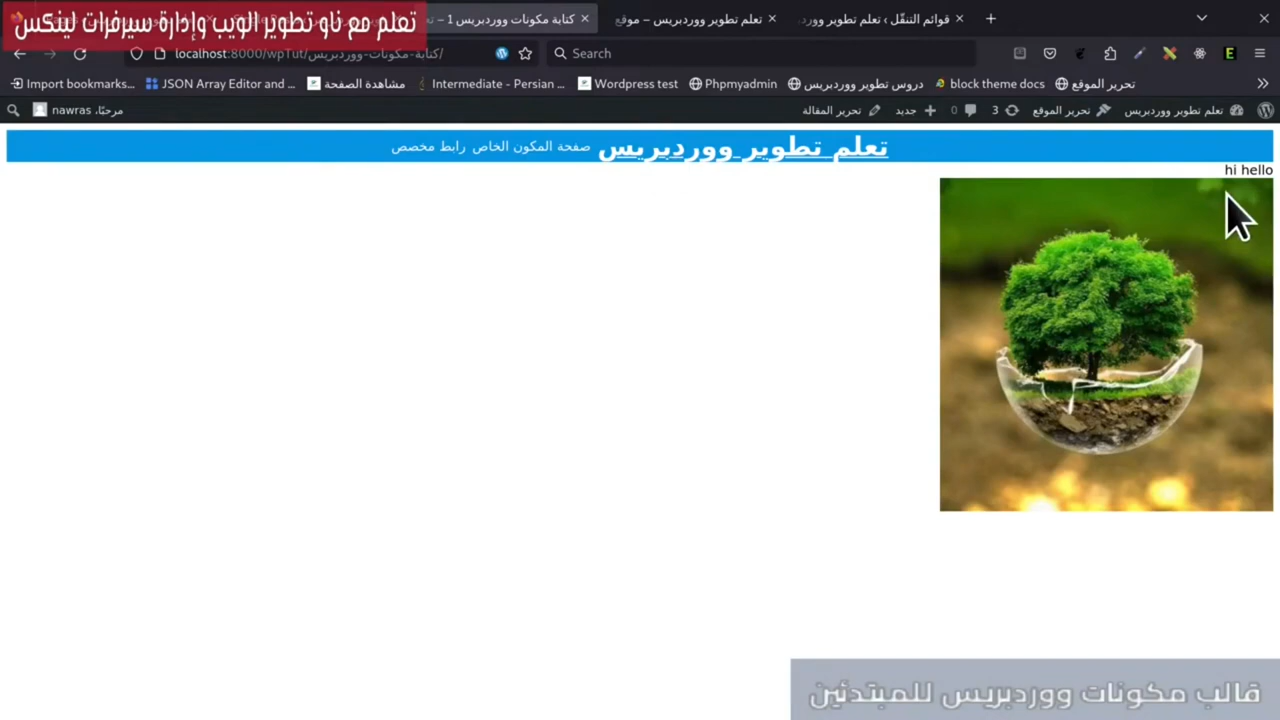 تعلم مع ناو تطوير الويب وإدارة سيرفرات لينكس
كتابة مكونات ووردبريس 1 –
تعلم تطوير ووردبريس – موقع
قوائم التنقّل › تعلم تطوير ووردـ
localhost:8000/wpTut/كتابة-مكونات-ووردبريس/
Search
Import bookmarks...
JSON Array Editor and ...
مشاهدة الصفحة
Intermediate - Persian ...
Wordpress test
Phpmyadmin
دروس تطوير ووردبريس
block theme docs
تحرير الموقع
تعلم تطوير ووردبريس
تحرير الموقع
3
0
جديد
تحرير المقالة
مرحبًا، nawras
تعلم تطوير ووردبريس
صفحة المكون الخاص
رابط مخصص
hi hello
قالب مكونات ووردبريس للمبتدئين